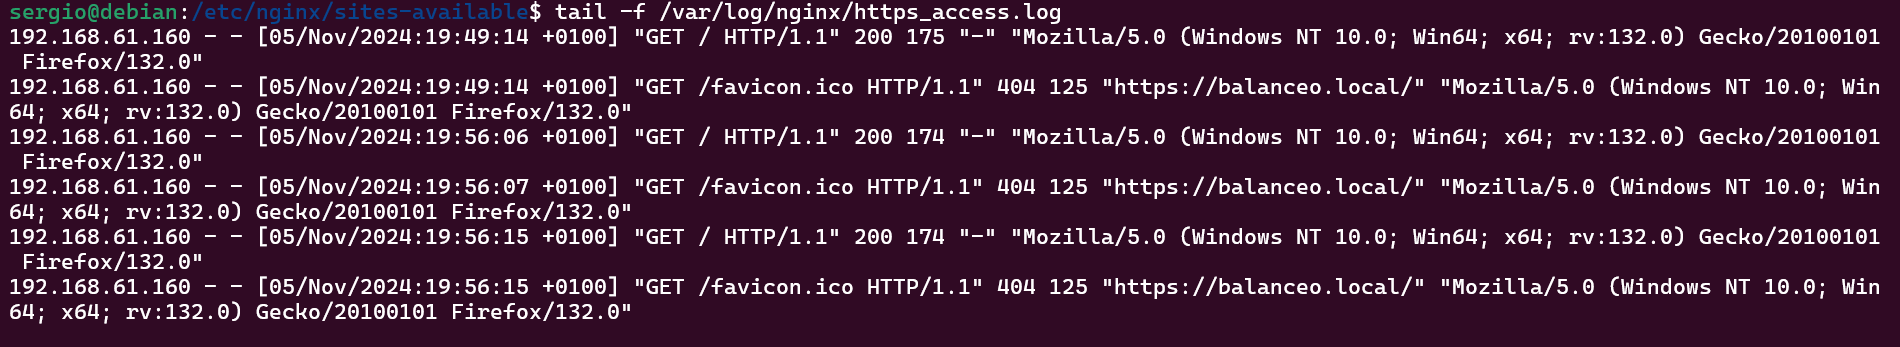 sergio@debian:/etc/nginx/sites-available$ tail -f /var/log/nginx/https_access.log
192.168.61.160 - - [05/Nov/2024:19:49:14 +0100] "GET / HTTP/1.1" 200 175 "-" "Mozilla/5.0 (Windows NT 10.0; Win64; x64; rv:132.0) Gecko/20100101
 Firefox/132.0"
192.168.61.160 - - [05/Nov/2024:19:49:14 +0100] "GET /favicon.ico HTTP/1.1" 404 125 "https://balanceo.local/" "Mozilla/5.0 (Windows NT 10.0; Win
64; x64; rv:132.0) Gecko/20100101 Firefox/132.0"
192.168.61.160 - - [05/Nov/2024:19:56:06 +0100] "GET / HTTP/1.1" 200 174 "-" "Mozilla/5.0 (Windows NT 10.0; Win64; x64; rv:132.0) Gecko/20100101
 Firefox/132.0"
192.168.61.160 - - [05/Nov/2024:19:56:07 +0100] "GET /favicon.ico HTTP/1.1" 404 125 "https://balanceo.local/" "Mozilla/5.0 (Windows NT 10.0; Win
64; x64; rv:132.0) Gecko/20100101 Firefox/132.0"
192.168.61.160 - - [05/Nov/2024:19:56:15 +0100] "GET / HTTP/1.1" 200 174 "-" "Mozilla/5.0 (Windows NT 10.0; Win64; x64; rv:132.0) Gecko/20100101
 Firefox/132.0"
192.168.61.160 - - [05/Nov/2024:19:56:15 +0100] "GET /favicon.ico HTTP/1.1" 404 125 "https://balanceo.local/" "Mozilla/5.0 (Windows NT 10.0; Win
64; x64; rv:132.0) Gecko/20100101 Firefox/132.0"